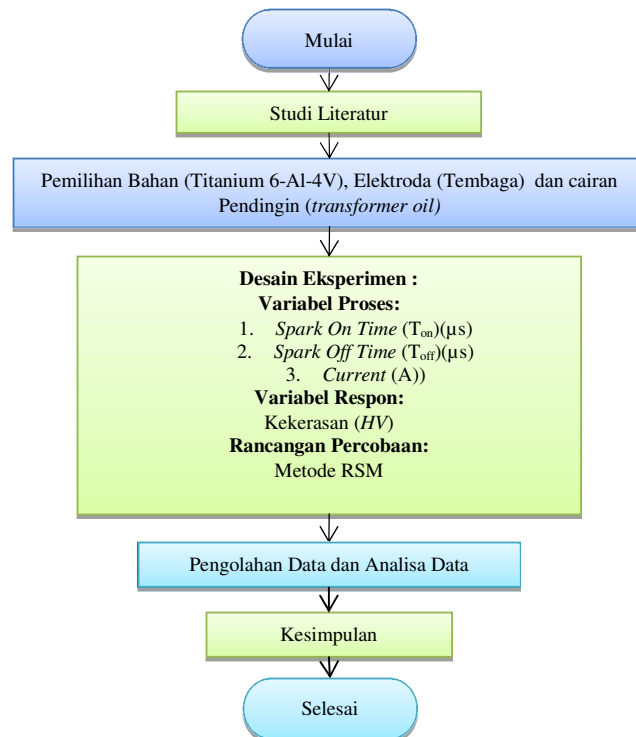 Mulai
Studi Literatur
Pemilihan Bahan (Titanium 6-Al-4V), Elektroda (Tembaga) dan cairan
Pendingin (transformer oil)
Desain Eksperimen :
Variabel Proses:
1. Spark On Time (Ton)(µs)
2. Spark Off Time (Toff)(µs)
3. Current (A))
Variabel Respon:
Kekerasan (HV)
Rancangan Percobaan:
Metode RSM
Pengolahan Data dan Analisa Data
Kesimpulan
Selesai